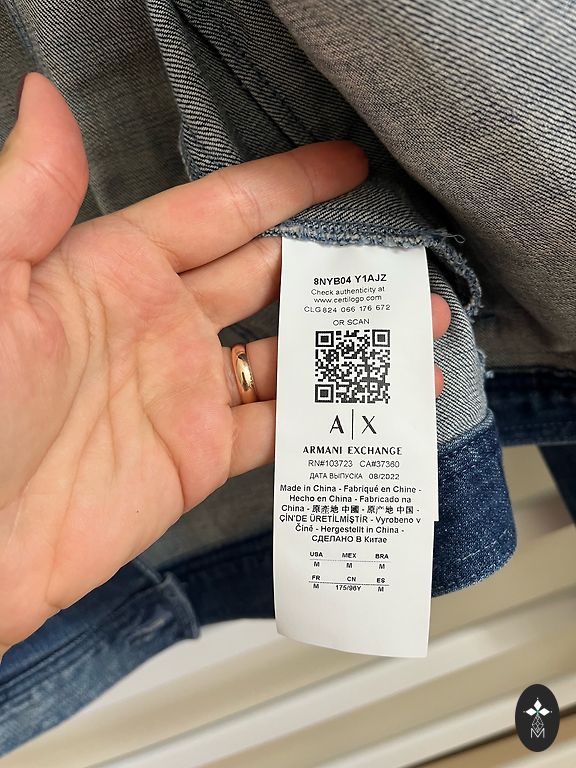 8NYB04 Y1AJZ
Check authenticity at
www.certilogo.com
CLG 824 066 176 672
OR SCAN
A|X
ARMANI EXCHANGE
RN#103723 CA#37360
ДАТА ВЫПУСКА 08/2022
Made in China - Fabriqué en Chine -
Hecho en China - Fabricado na
China - 原產地 中國 - 原产地 中国 -
ÇİN'DE ÜRETİLMİŞTİR - Vyrobeno v
Číně - Hergestellt in China -
СДЕЛАНО В Китае
USA MEX BRA
M M M
FR CN ES
M 175/96Y M
M